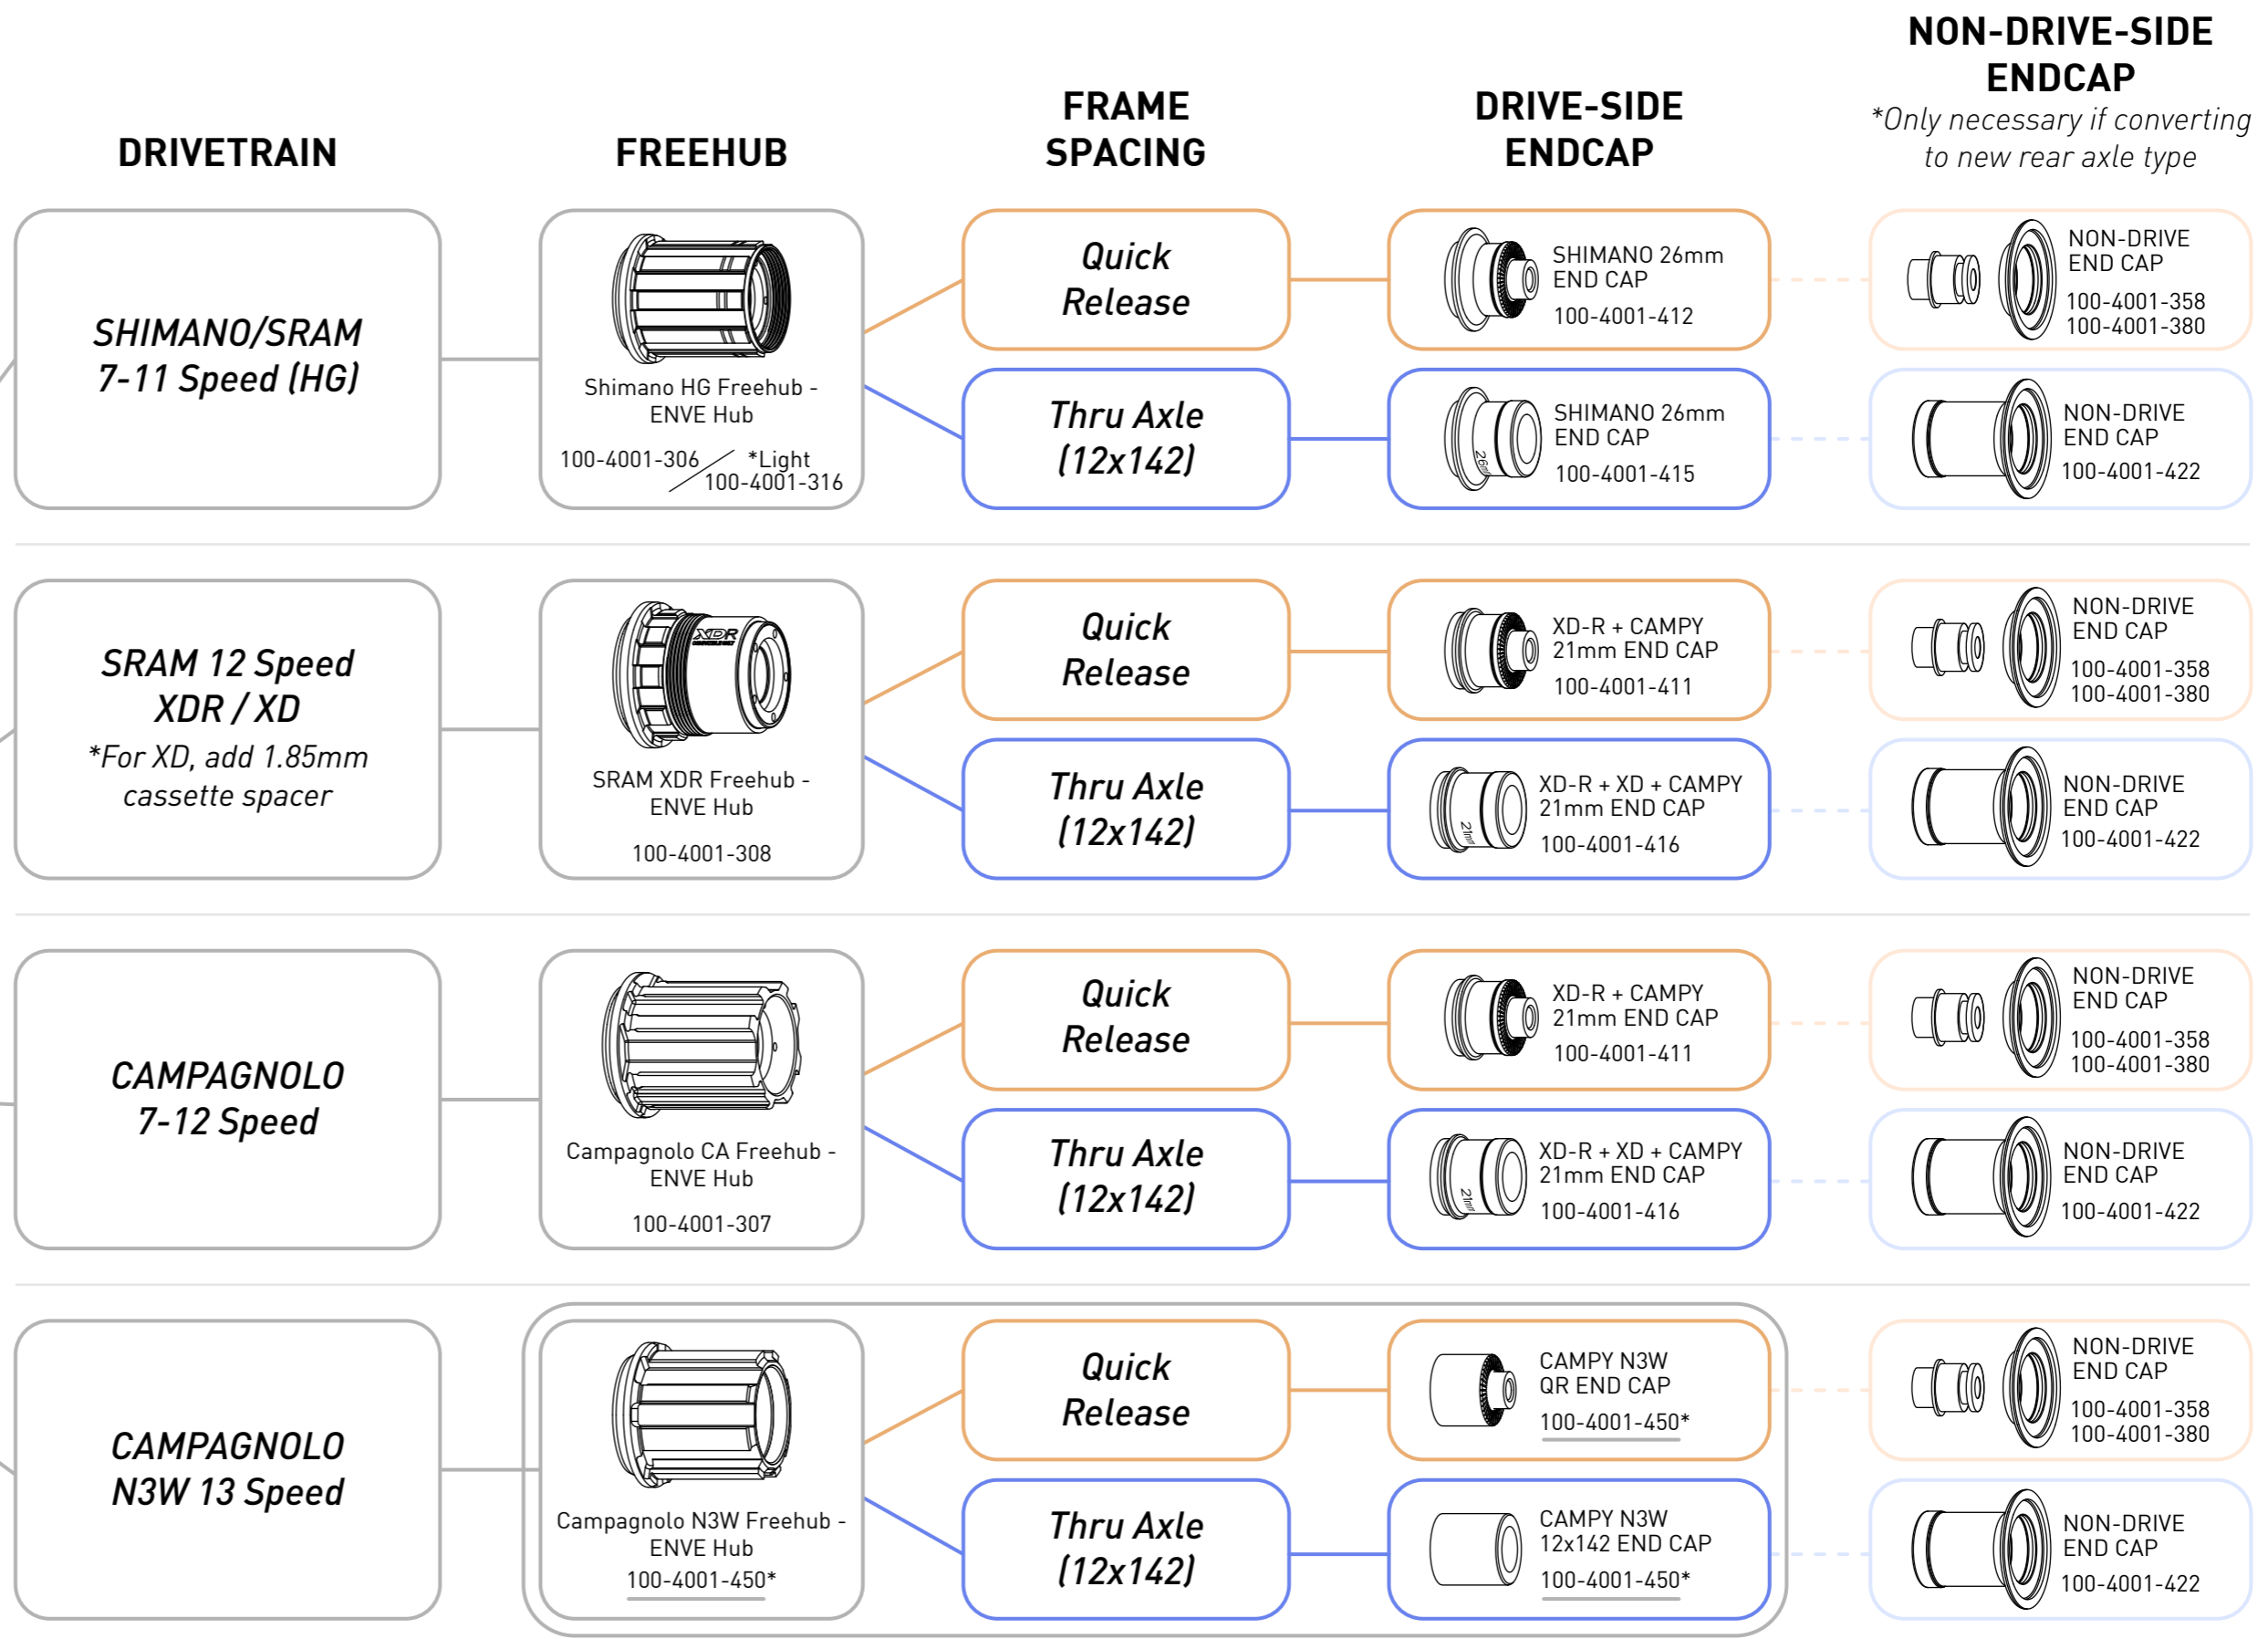 DRIVETRAIN
FREEHUB
FRAME
SPACING
DRIVE-SIDE
ENDCAP
NON-DRIVE-SIDE
ENDCAP
*Only necessary if converting
to new rear axle type
SHIMANO/SRAM
7-11 Speed (HG)
Shimano HG Freehub -
ENVE Hub
100-4001-306
*Light
100-4001-316
Quick
Release
SHIMANO 26mm
END CAP
100-4001-412
NON-DRIVE
END CAP
100-4001-358
100-4001-380
Thru Axle
(12x142)
26mm
SHIMANO 26mm
END CAP
100-4001-415
NON-DRIVE
END CAP
100-4001-422
SRAM 12 Speed
XDR / XD
*For XD, add 1.85mm
cassette spacer
XDR
SRAM XDR Freehub -
ENVE Hub
100-4001-308
Quick
Release
XD-R + CAMPY
21mm END CAP
100-4001-411
NON-DRIVE
END CAP
100-4001-358
100-4001-380
Thru Axle
(12x142)
21mm
XD-R + XD + CAMPY
21mm END CAP
100-4001-416
NON-DRIVE
END CAP
100-4001-422
CAMPAGNOLO
7-12 Speed
Campagnolo CA Freehub -
ENVE Hub
100-4001-307
Quick
Release
XD-R + CAMPY
21mm END CAP
100-4001-411
NON-DRIVE
END CAP
100-4001-358
100-4001-380
Thru Axle
(12x142)
21mm
XD-R + XD + CAMPY
21mm END CAP
100-4001-416
NON-DRIVE
END CAP
100-4001-422
CAMPAGNOLO
N3W 13 Speed
Campagnolo N3W Freehub -
ENVE Hub
100-4001-450*
Quick
Release
CAMPY N3W
QR END CAP
100-4001-450*
NON-DRIVE
END CAP
100-4001-358
100-4001-380
Thru Axle
(12x142)
CAMPY N3W
12x142 END CAP
100-4001-450*
NON-DRIVE
END CAP
100-4001-422